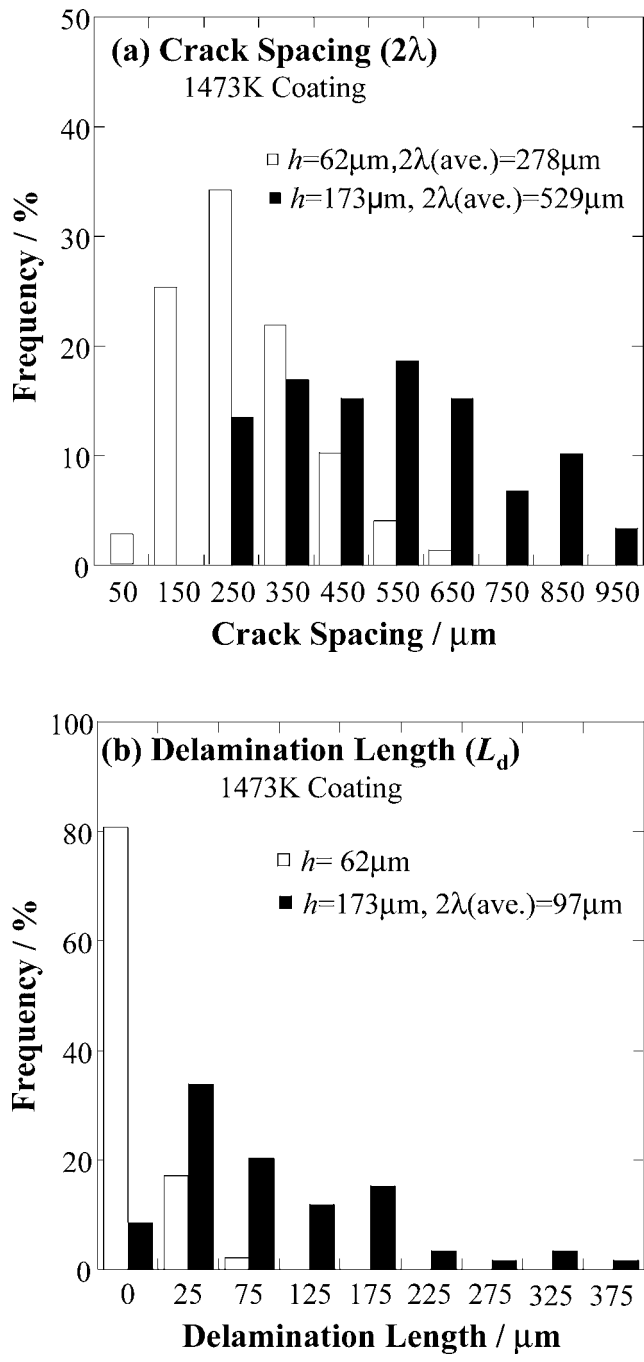 50
(a) Crack Spacing (2λ)
1473K Coating
40
h=62μm,2λ(ave.)=278μm
h=173μm, 2λ(ave.)=529μm
30
Frequency / %
20
10
0
50 150 250 350 450 550 650 750 850 950
Crack Spacing / μm
100
(b) Delamination Length (Ld)
1473K Coating
80
h= 62μm
h=173μm, 2λ(ave.)=97μm
60
Frequency / %
40
20
0
0 25 75 125 175 225 275 325 375
Delamination Length / μm